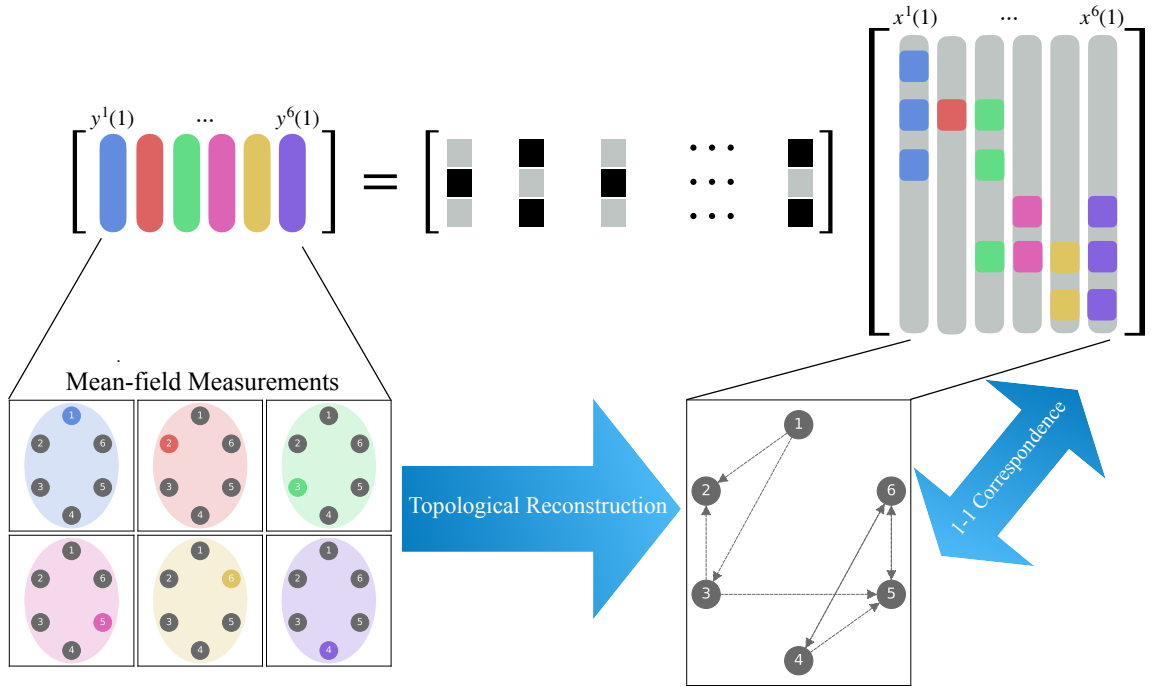 x¹(1) ... x⁶(1)
y¹(1) ... y⁶(1)
=
... 
...
...
Mean-field Measurements
1 1 1
2 6 2 6 2 6
3 5 3 5 3 5
4 4 4
1 1 1
2 6 2 6 2 6
3 5 3 5 3 5
4 4 4
Topological Reconstruction
1
2 6
3 5
4
1-1 Correspondence